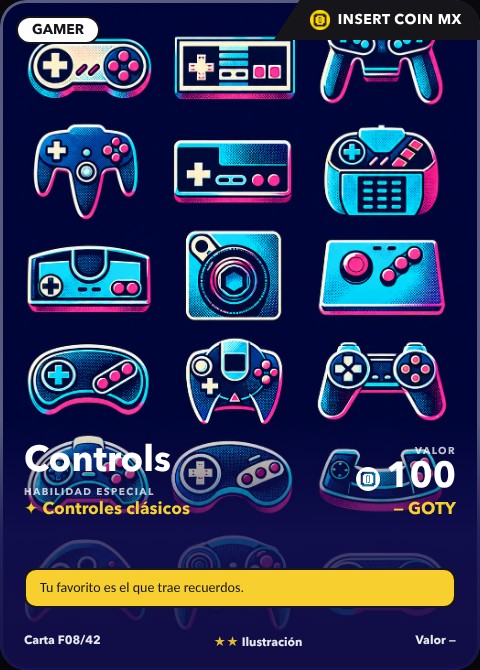 GAMER
INSERT COIN MX
Controls
VALOR
100
HABILIDAD ESPECIAL
✦ Controles clásicos
– GOTY
Tu favorito es el que trae recuerdos.
Carta F08/42
★★ Ilustración
Valor –